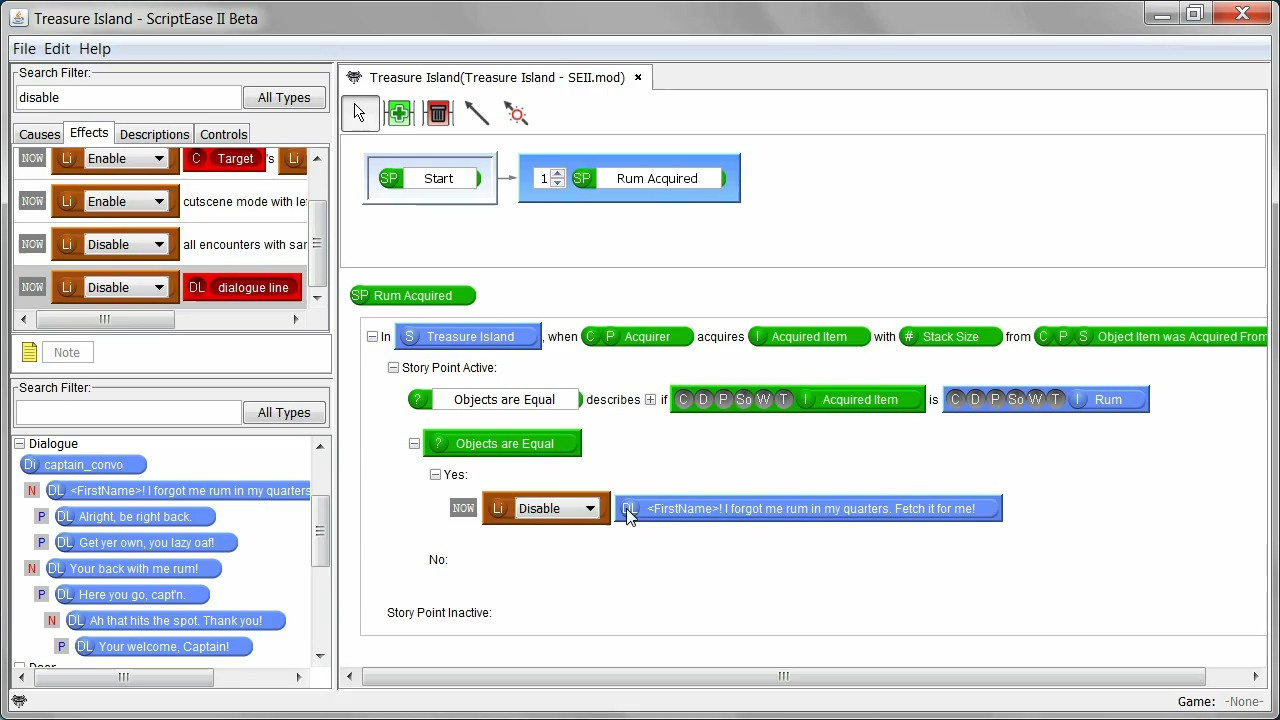 Treasure Island - ScriptEase II Beta
File Edit Help
Search Filter:
disable
All Types
Causes Effects Descriptions Controls
NOW Li Enable C Target 's Li
NOW Li Enable cutscene mode with le
NOW Li Disable all encounters with sar
NOW Li Disable DL dialogue line
Note
Search Filter:
All Types
Dialogue
Di captain_convo
N DL <FirstName>! I forgot me rum in my quarters
P DL Alright, be right back.
P DL Get yer own, you lazy oaf!
N DL Your back with me rum!
P DL Here you go, capt'n.
N DL Ah that hits the spot. Thank you!
P DL Your welcome, Captain!
Treasure Island(Treasure Island - SEII.mod)
SP Start
1 SP Rum Acquired
SP Rum Acquired
In S Treasure Island , when C P Acquirer acquires I Acquired Item with # Stack Size from C P S Object Item was Acquired From
Story Point Active:
? Objects are Equal describes if C D P So W T I Acquired Item is C D P So W T I Rum
? Objects are Equal
Yes:
NOW Li Disable DL <FirstName>! I forgot me rum in my quarters. Fetch it for me!
No:
Story Point Inactive:
Game: -None-